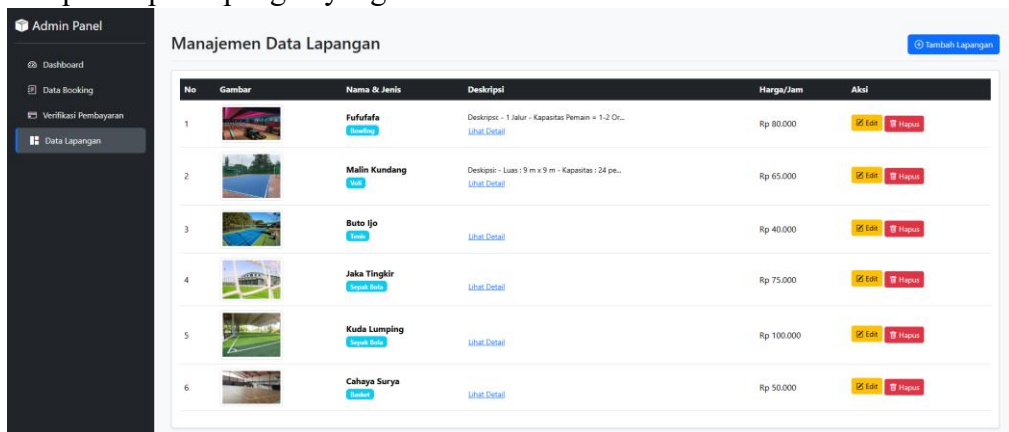 Admin Panel
Manajemen Data Lapangan
Tambah Lapangan
Dashboard
Data Booking
Verifikasi Pembayaran
Data Lapangan
No Gambar Nama & Jenis Deskripsi Harga/Jam Aksi
1 Fufufafa Deskripsi: - 1 Jalur - Kapasitas Pemain = 1-2 Or... Rp 80.000 Edit Hapus
Bowling Lihat Detail
2 Malin Kundang Deskipsi: - Luas : 9 m x 9 m - Kapasitas : 24 pe... Rp 65.000 Edit Hapus
Voli Lihat Detail
3 Buto Ijo Rp 40.000 Edit Hapus
Tenis Lihat Detail
4 Jaka Tingkir Rp 75.000 Edit Hapus
Sepak Bola Lihat Detail
5 Kuda Lumping Rp 100.000 Edit Hapus
Sepak Bola Lihat Detail
6 Cahaya Surya Rp 50.000 Edit Hapus
Basket Lihat Detail